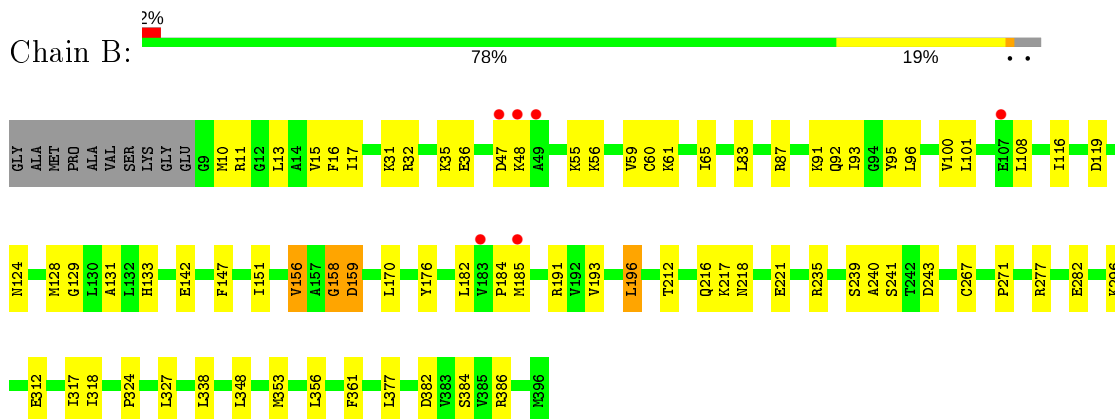 2%
Chain B:
78% 19% • •
GLY ALA MET PRO ALA VAL SER LYS GLY GLU G9 M10 R11 G12 L13 A14 V15 F16 I17 K31 R32 K35 E36 D47 K48 A49 K55 K56 V59 C60 K61 I65 L83 R87 K91 Q92 I93 G94 Y95 L96 V100 L101 E107 L108 I116 D119
N124 M128 G129 L130 A131 L132 H133 E142 F147 I151 V156 A157 G158 D159 L170 Y176 L182 V183 P184 M185 R191 V192 V193 L196 T212 Q216 K217 N218 E221 R235 S239 A240 S241 T242 D243 C267 P271 R277 E282 K296
E312 I317 I318 P324 L327 L338 L348 M353 L356 F361 L377 D382 V383 S384 V385 R386 M396